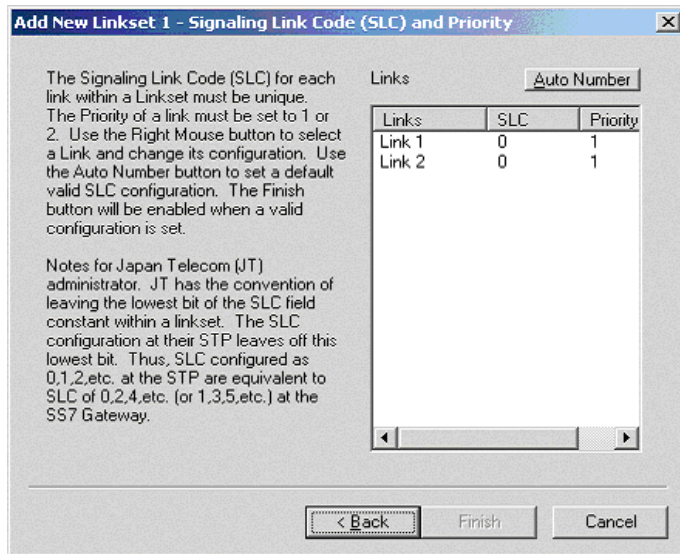 Add New Linkset 1 - Signaling Link Code (SLC) and Priority
The Signaling Link Code (SLC) for each
link within a Linkset must be unique.
The Priority of a link must be set to 1 or
2. Use the Right Mouse button to select
a Link and change its configuration. Use
the Auto Number button to set a default
valid SLC configuration. The Finish
button will be enabled when a valid
configuration is set.
Notes for Japan Telecom (JT)
administrator. JT has the convention of
leaving the lowest bit of the SLC field
constant within a linkset. The SLC
configuration at their STP leaves off this
lowest bit. Thus, SLC configured as
0,1,2,etc. at the STP are equivalent to
SLC of 0,2,4,etc. (or 1,3,5,etc.) at the
SS7 Gateway.
Links Auto Number
Links SLC Priority
Link 1 0 1
Link 2 0 1
< Back Finish Cancel